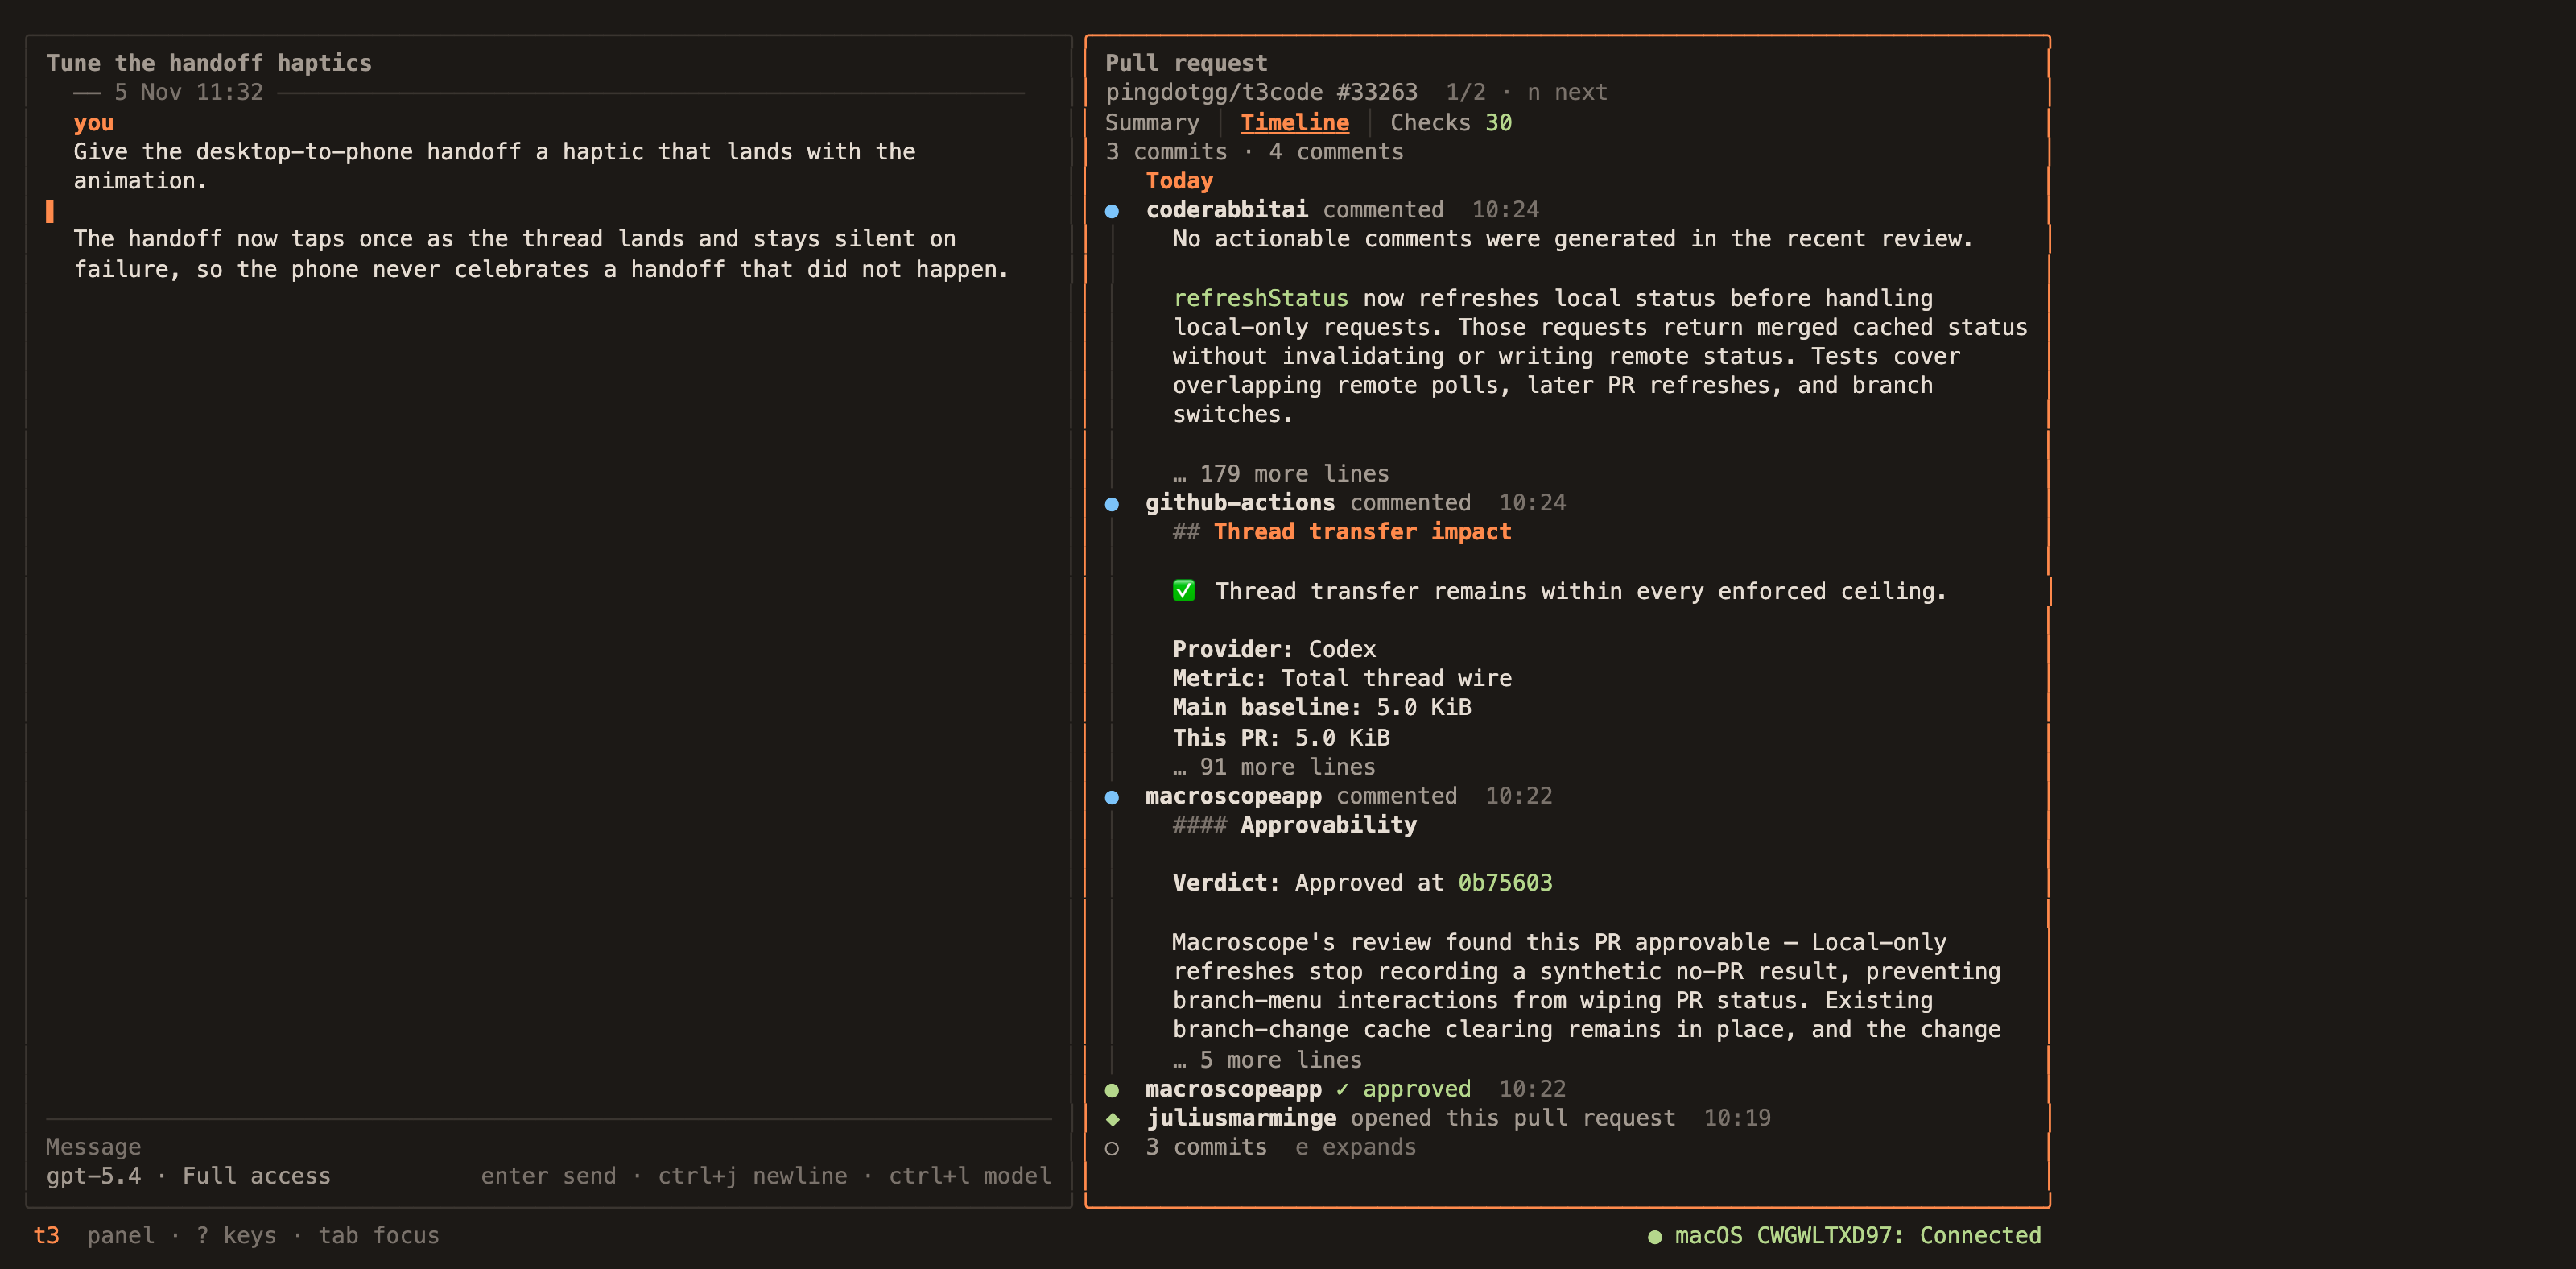 Tune the handoff haptics
5 Nov 11:32
you
Give the desktop-to-phone handoff a haptic that lands with the
animation.
The handoff now taps once as the thread lands and stays silent on
failure, so the phone never celebrates a handoff that did not happen.
Message
gpt-5.4 · Full access enter send · ctrl+j newline · ctrl+l model
Pull request
pingdotgg/t3code #33263 1/2 · n next
Summary │ Timeline │ Checks 30
3 commits · 4 comments
Today
● coderabbitai commented 10:24
No actionable comments were generated in the recent review.
refreshStatus now refreshes local status before handling
local-only requests. Those requests return merged cached status
without invalidating or writing remote status. Tests cover
overlapping remote polls, later PR refreshes, and branch
switches.
… 179 more lines
● github-actions commented 10:24
## Thread transfer impact
✅ Thread transfer remains within every enforced ceiling.
Provider: Codex
Metric: Total thread wire
Main baseline: 5.0 KiB
This PR: 5.0 KiB
… 91 more lines
● macroscopeapp commented 10:22
#### Approvability
Verdict: Approved at 0b75603
Macroscope's review found this PR approvable — Local-only
refreshes stop recording a synthetic no-PR result, preventing
branch-menu interactions from wiping PR status. Existing
branch-change cache clearing remains in place, and the change
… 5 more lines
● macroscopeapp ✓ approved 10:22
◆ juliusmarminge opened this pull request 10:19
○ 3 commits e expands
t3 panel · ? keys · tab focus ● macOS CWGWLTXD97: Connected